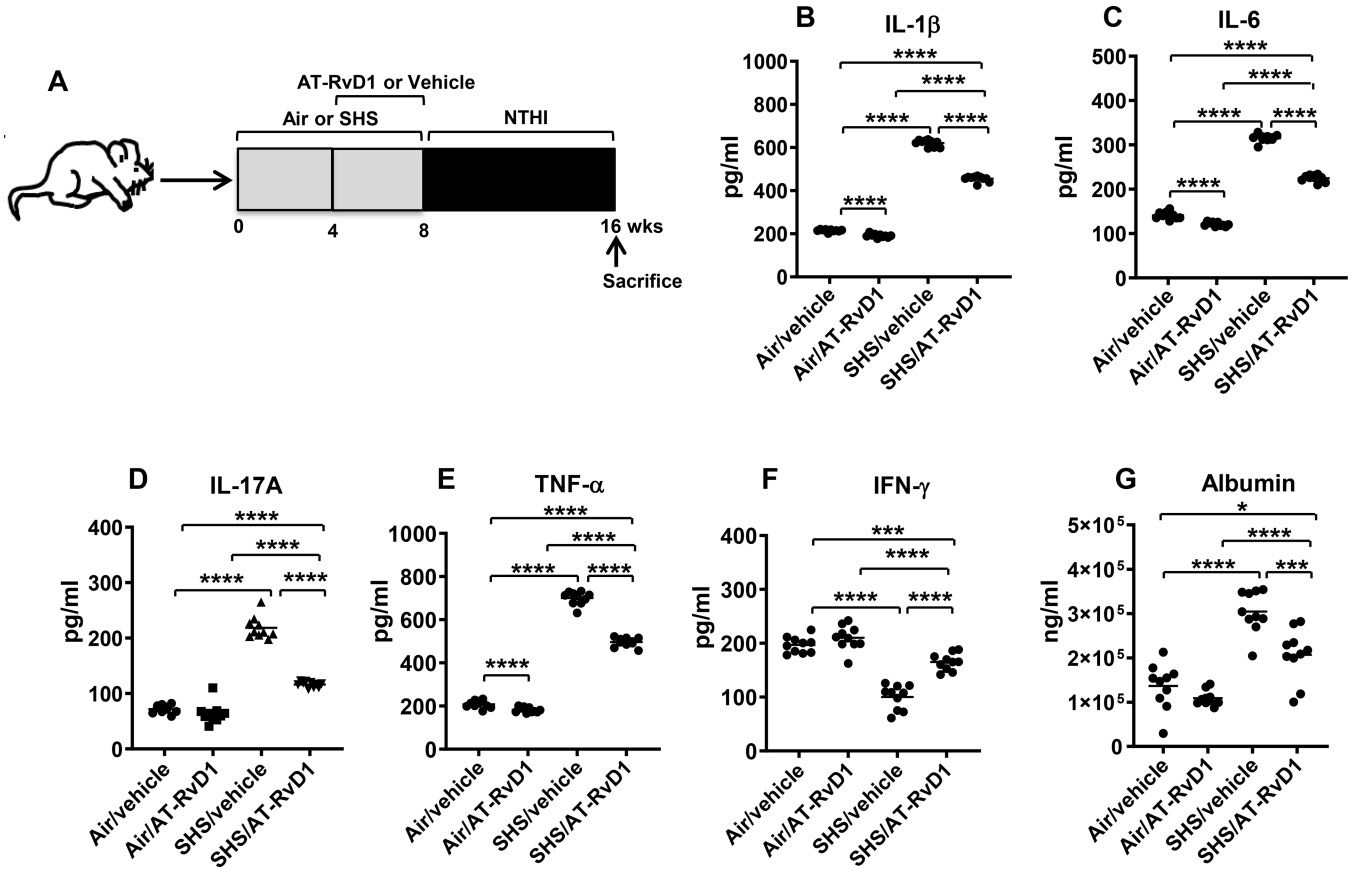 A
AT-RvD1 or Vehicle
Air or SHS
NTHI
0
4
8
16 wks
Sacrifice
B
IL-1β
pg/ml
1000
800
600
400
200
0
****
****
****
****
****
Air/vehicle
Air/AT-RvD1
SHS/vehicle
SHS/AT-RvD1
C
IL-6
pg/ml
500
400
300
200
100
0
****
****
****
****
****
Air/vehicle
Air/AT-RvD1
SHS/vehicle
SHS/AT-RvD1
D
IL-17A
pg/ml
400
300
200
100
0
****
****
****
****
Air/vehicle
Air/AT-RvD1
SHS/vehicle
SHS/AT-RvD1
E
TNF-α
pg/ml
1000
800
600
400
200
0
****
****
****
****
****
Air/vehicle
Air/AT-RvD1
SHS/vehicle
SHS/AT-RvD1
F
IFN-γ
pg/ml
400
300
200
100
0
***
****
****
****
Air/vehicle
Air/AT-RvD1
SHS/vehicle
SHS/AT-RvD1
G
Albumin
ng/ml
5×10⁵
4×10⁵
3×10⁵
2×10⁵
1×10⁵
0
*
****
****
***
Air/vehicle
Air/AT-RvD1
SHS/vehicle
SHS/AT-RvD1